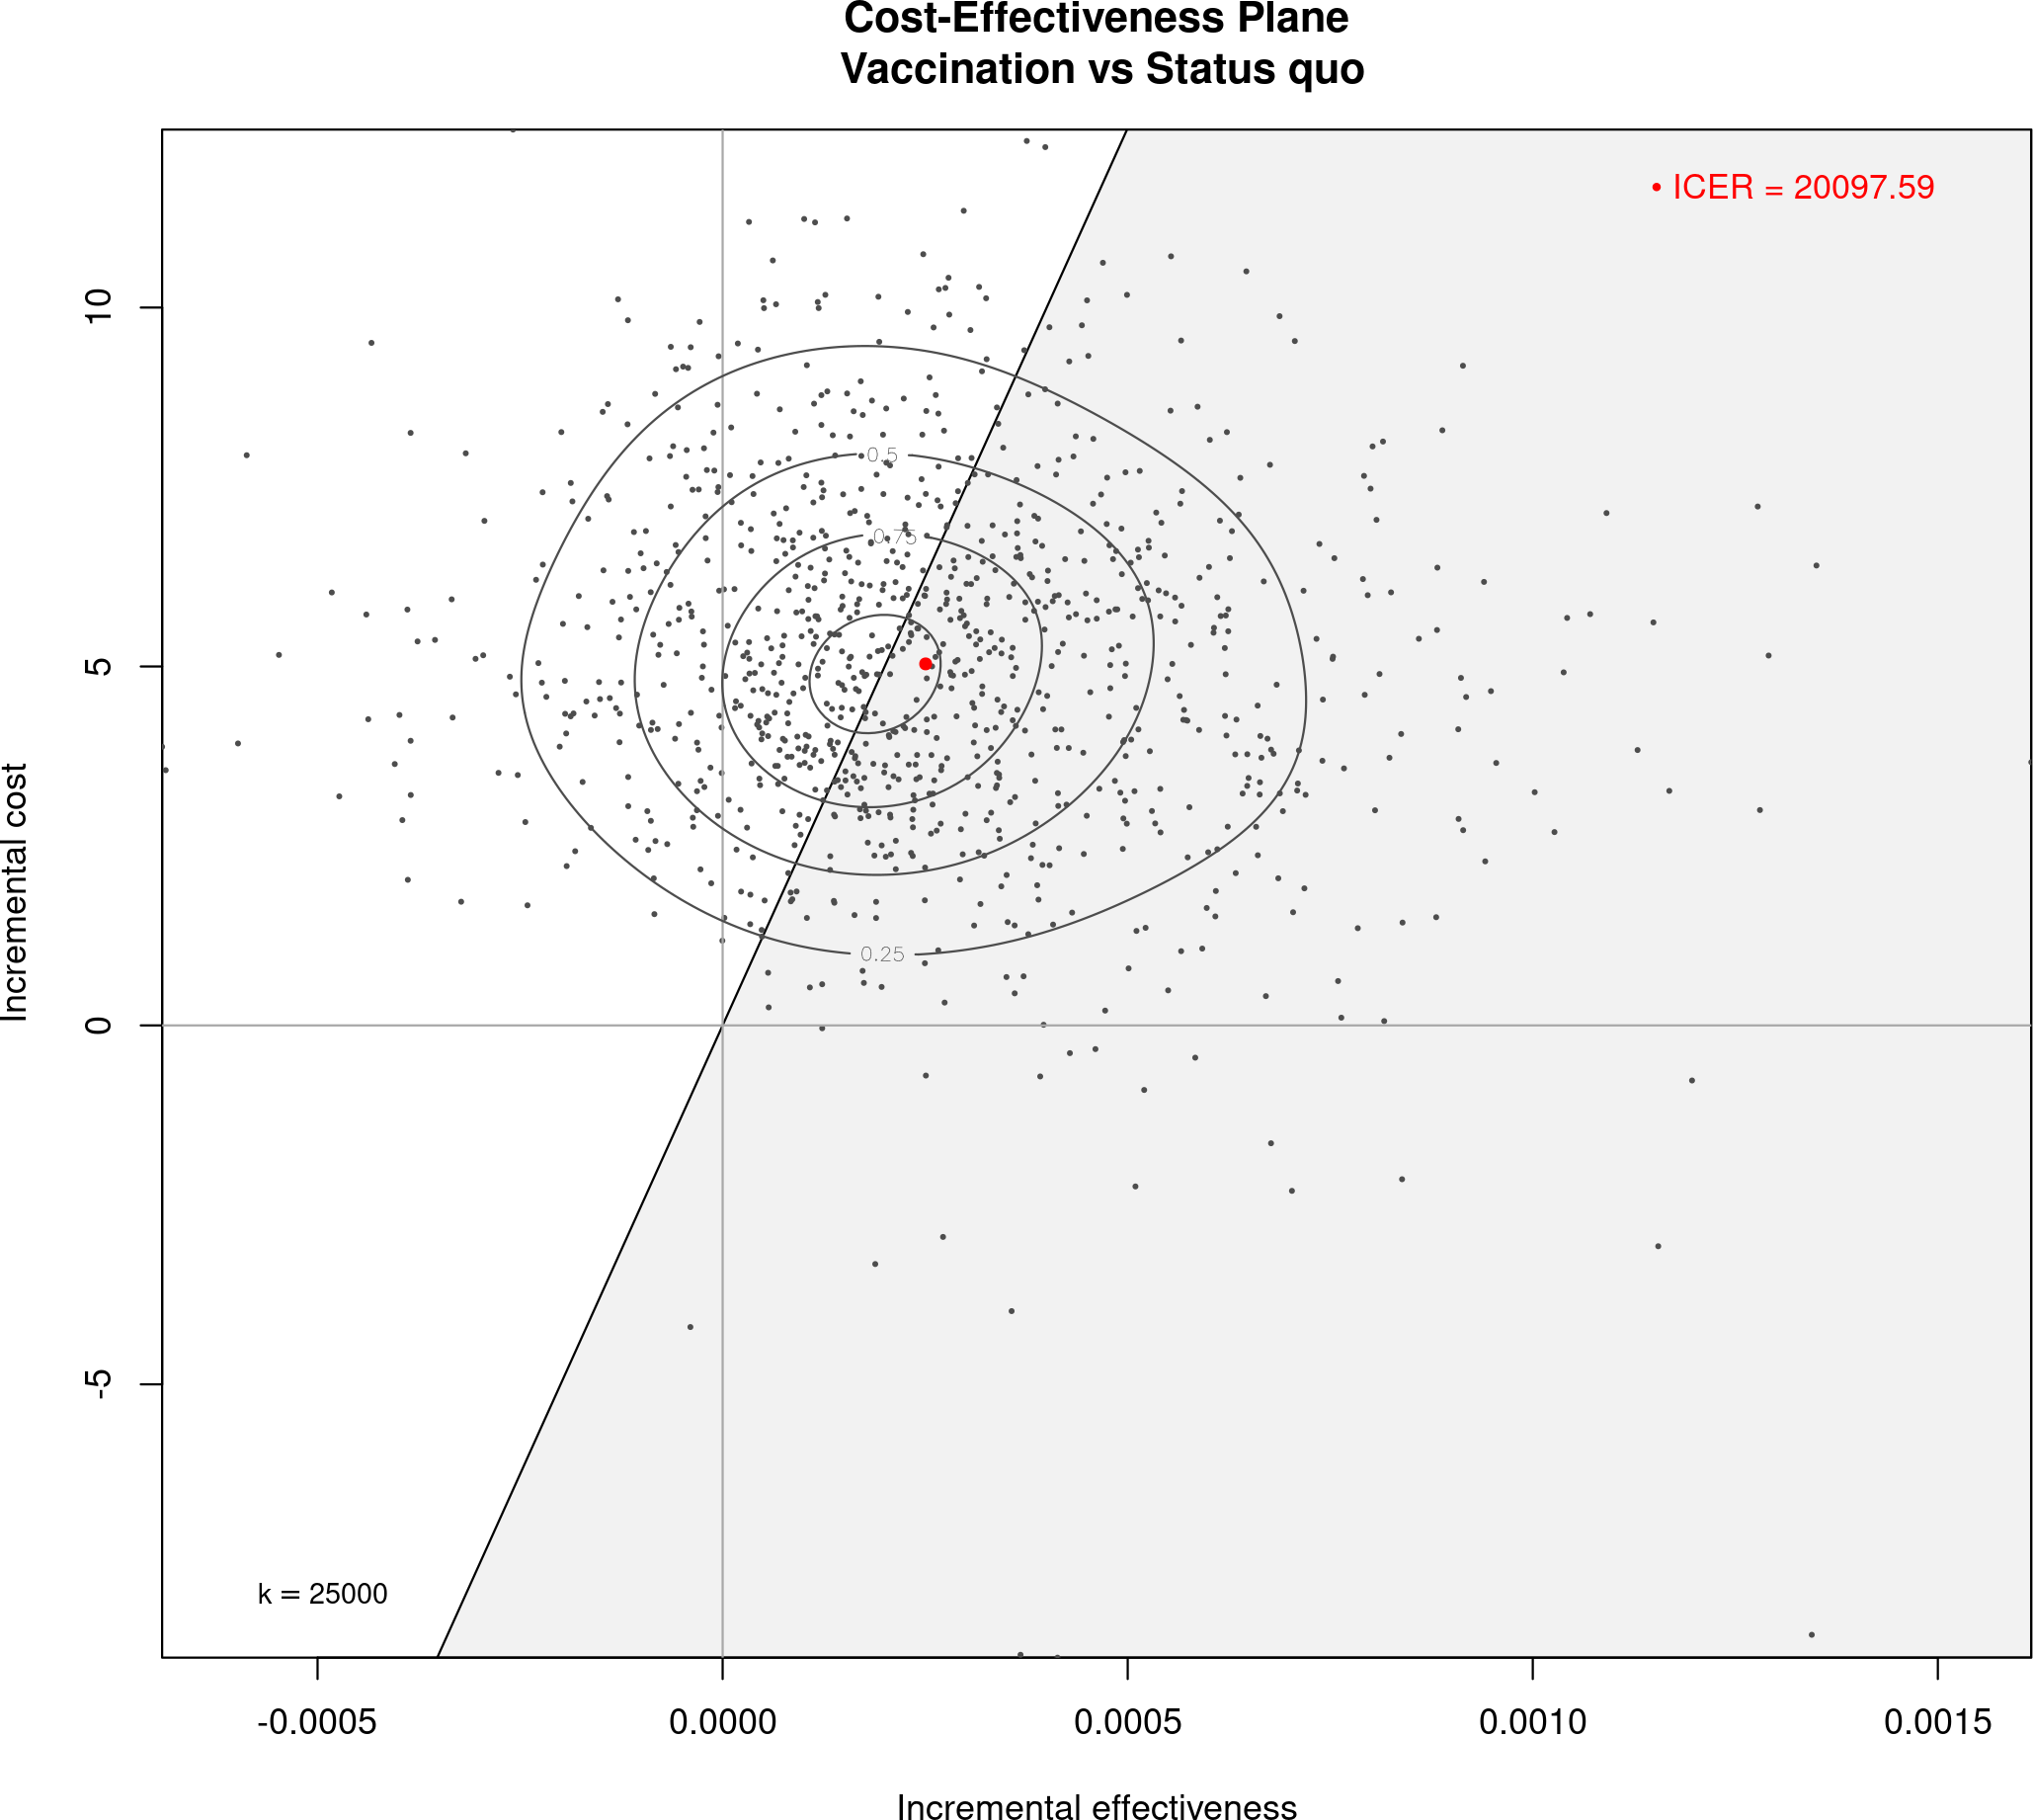 Cost-Effectiveness Plane
Vaccination vs Status quo
• ICER = 20097.59
10
5
0
-5
Incremental cost
0.5
0.75
0.25
k = 25000
-0.0005 0.0000 0.0005 0.0010 0.0015
Incremental effectiveness